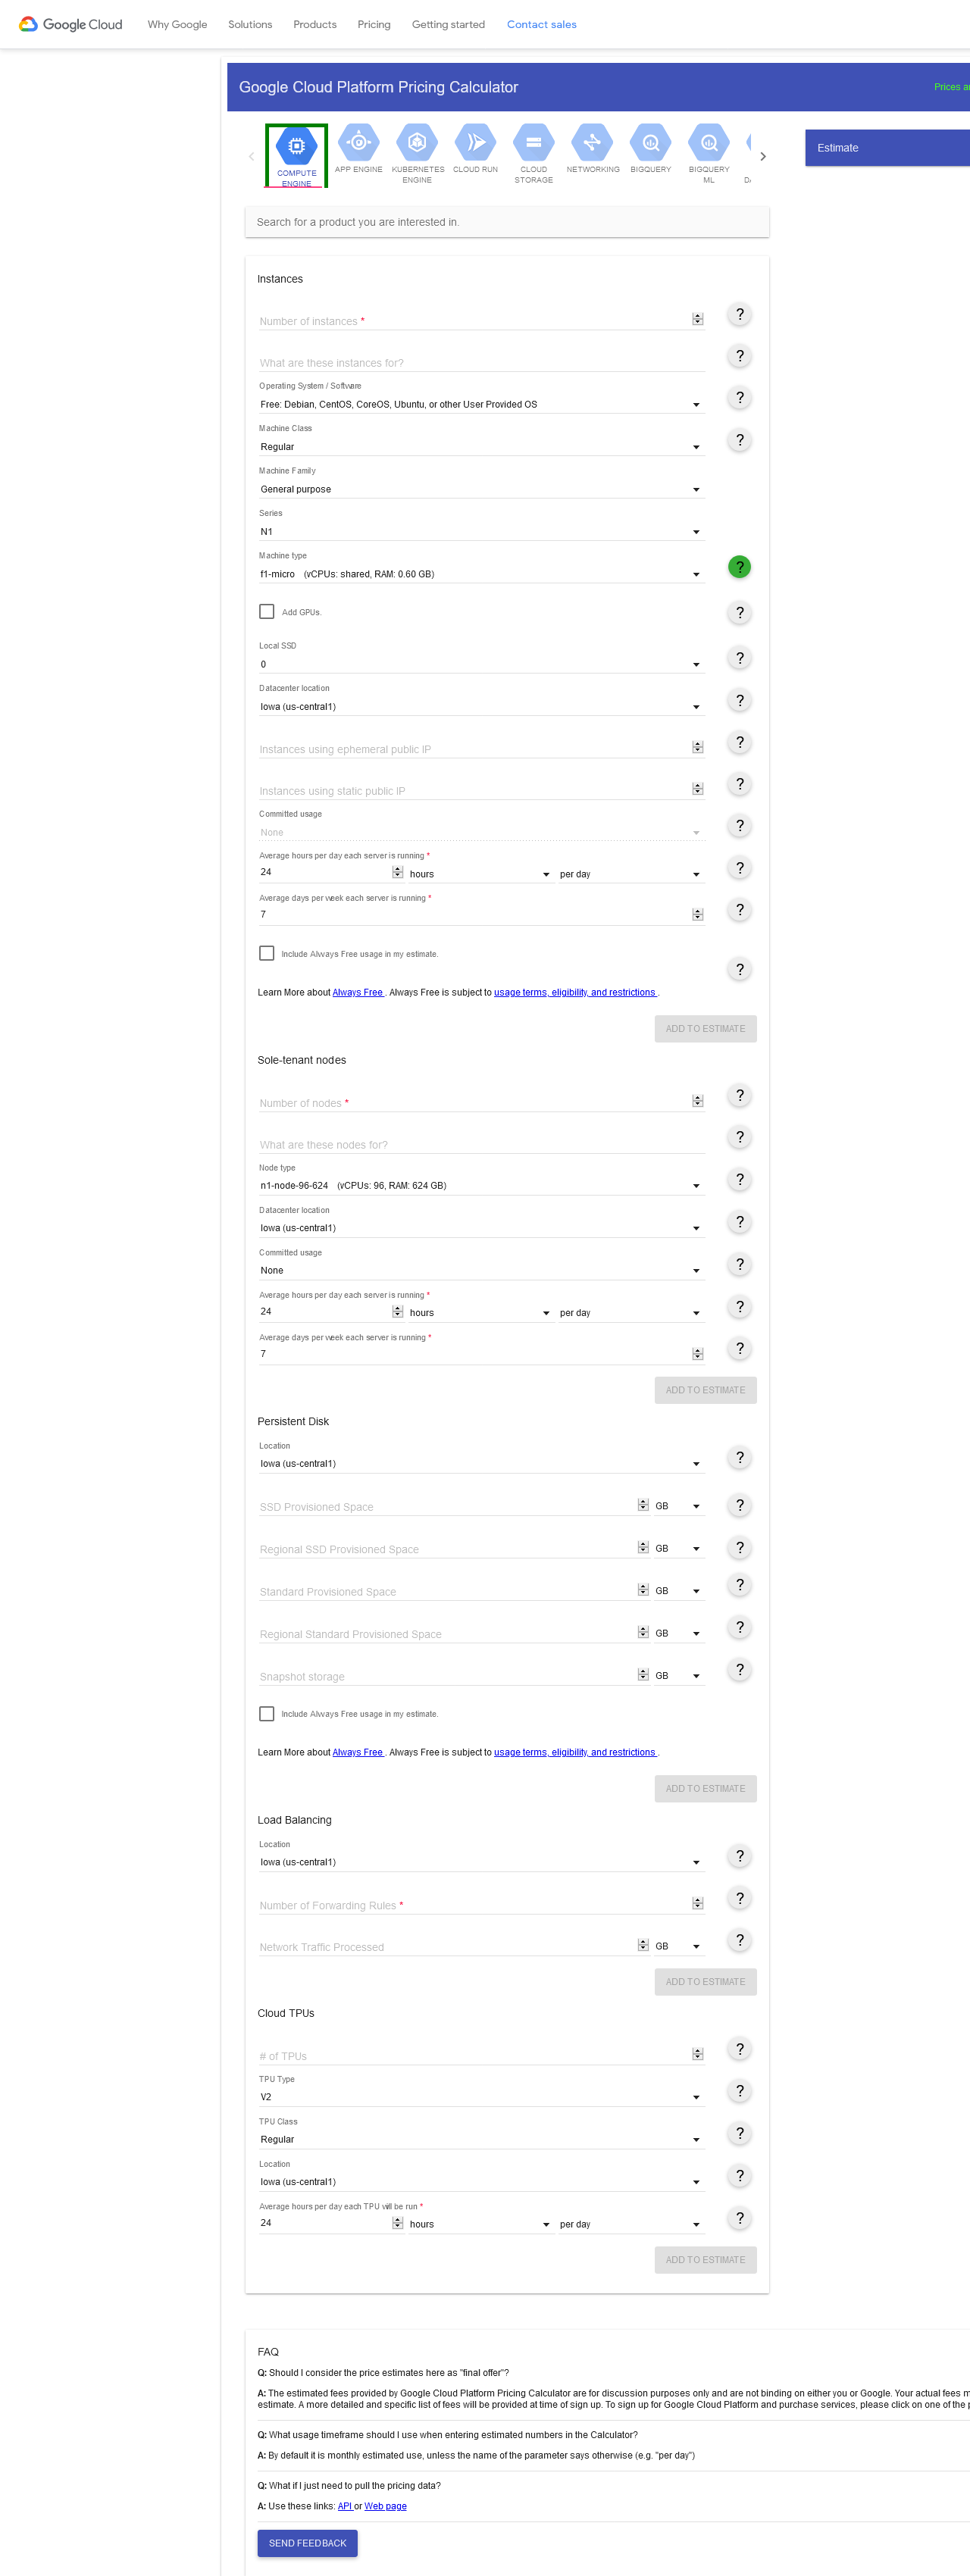 Google Cloud Why Google Solutions Products Pricing Getting started Contact sales
Google Cloud Platform Pricing Calculator
Prices
Estimate
COMPUTE ENGINE
APP ENGINE
KUBERNETES ENGINE
CLOUD RUN
CLOUD STORAGE
NETWORKING
BIGQUERY
BIGQUERY ML
Search for a product you are interested in.
Instances
Number of instances *
What are these instances for?
Operating System / Software
Free: Debian, CentOS, CoreOS, Ubuntu, or other User Provided OS
Machine Class
Regular
Machine Family
General purpose
Series
N1
Machine type
f1-micro (vCPUs: shared, RAM: 0.60 GB)
Add GPUs.
Local SSD
0
Datacenter location
Iowa (us-central1)
Instances using ephemeral public IP
Instances using static public IP
Committed usage
None
Average hours per day each server is running *
24 hours per day
Average days per week each server is running *
7
Include Always Free usage in my estimate.
Learn More about Always Free . Always Free is subject to usage terms, eligibility, and restrictions .
ADD TO ESTIMATE
Sole-tenant nodes
Number of nodes *
What are these nodes for?
Node type
n1-node-96-624 (vCPUs: 96, RAM: 624 GB)
Datacenter location
Iowa (us-central1)
Committed usage
None
Average hours per day each server is running *
24 hours per day
Average days per week each server is running *
7
ADD TO ESTIMATE
Persistent Disk
Location
Iowa (us-central1)
SSD Provisioned Space GB
Regional SSD Provisioned Space GB
Standard Provisioned Space GB
Regional Standard Provisioned Space GB
Snapshot storage GB
Include Always Free usage in my estimate.
Learn More about Always Free . Always Free is subject to usage terms, eligibility, and restrictions .
ADD TO ESTIMATE
Load Balancing
Location
Iowa (us-central1)
Number of Forwarding Rules *
Network Traffic Processed GB
ADD TO ESTIMATE
Cloud TPUs
# of TPUs
TPU Type
V2
TPU Class
Regular
Location
Iowa (us-central1)
Average hours per day each TPU will be run *
24 hours per day
ADD TO ESTIMATE
FAQ
Q: Should I consider the price estimates here as "final offer"?
A: The estimated fees provided by Google Cloud Platform Pricing Calculator are for discussion purposes only and are not binding on either you or Google. Your actual fees
estimate. A more detailed and specific list of fees will be provided at time of sign up. To sign up for Google Cloud Platform and purchase services, please click on one of the
Q: What usage timeframe should I use when entering estimated numbers in the Calculator?
A: By default it is monthly estimated use, unless the name of the parameter says otherwise (e.g. "per day")
Q: What if I just need to pull the pricing data?
A: Use these links: API or Web page
SEND FEEDBACK